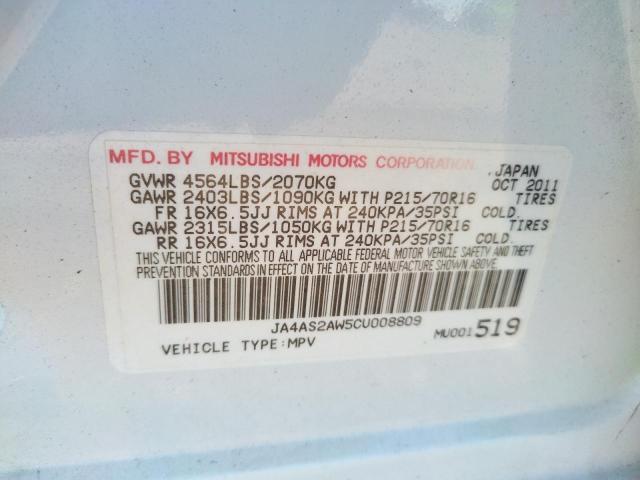 MFD. BY MITSUBISHI MOTORS CORPORATION. JAPAN
GVWR 4564LBS/2070KG OCT 2011
GAWR 2403LBS/1090KG WITH P215/70R16 TIRES
FR 16X6.5JJ RIMS AT 240KPA/35PSI COLD.
GAWR 2315LBS/1050KG WITH P215/70R16 TIRES
RR 16X6.5JJ RIMS AT 240KPA/35PSI COLD.
THIS VEHICLE CONFORMS TO ALL APPLICABLE FEDERAL MOTOR VEHICLE SAFETY AND THEFT
PREVENTION STANDARDS IN EFFECT ON THE DATE OF MANUFACTURE SHOWN ABOVE.
JA4AS2AW5CU008809
VEHICLE TYPE:MPV MU001519